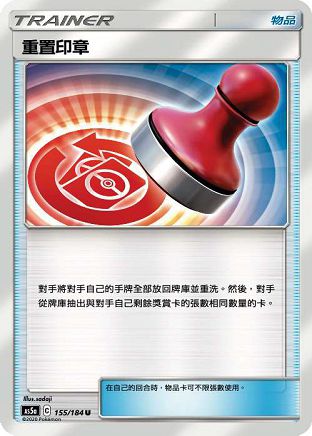 TRAINER 物品
重置印章
對手將對手自己的手牌全部放回牌庫並重洗。然後,對手
從牌庫抽出與對手自己剩餘獎賞卡的張數相同數量的卡。
Illus.sadaji
AS5a C 155/184 U
©2020 Pokémon
在自己的回合時,物品卡可不限張數使用。